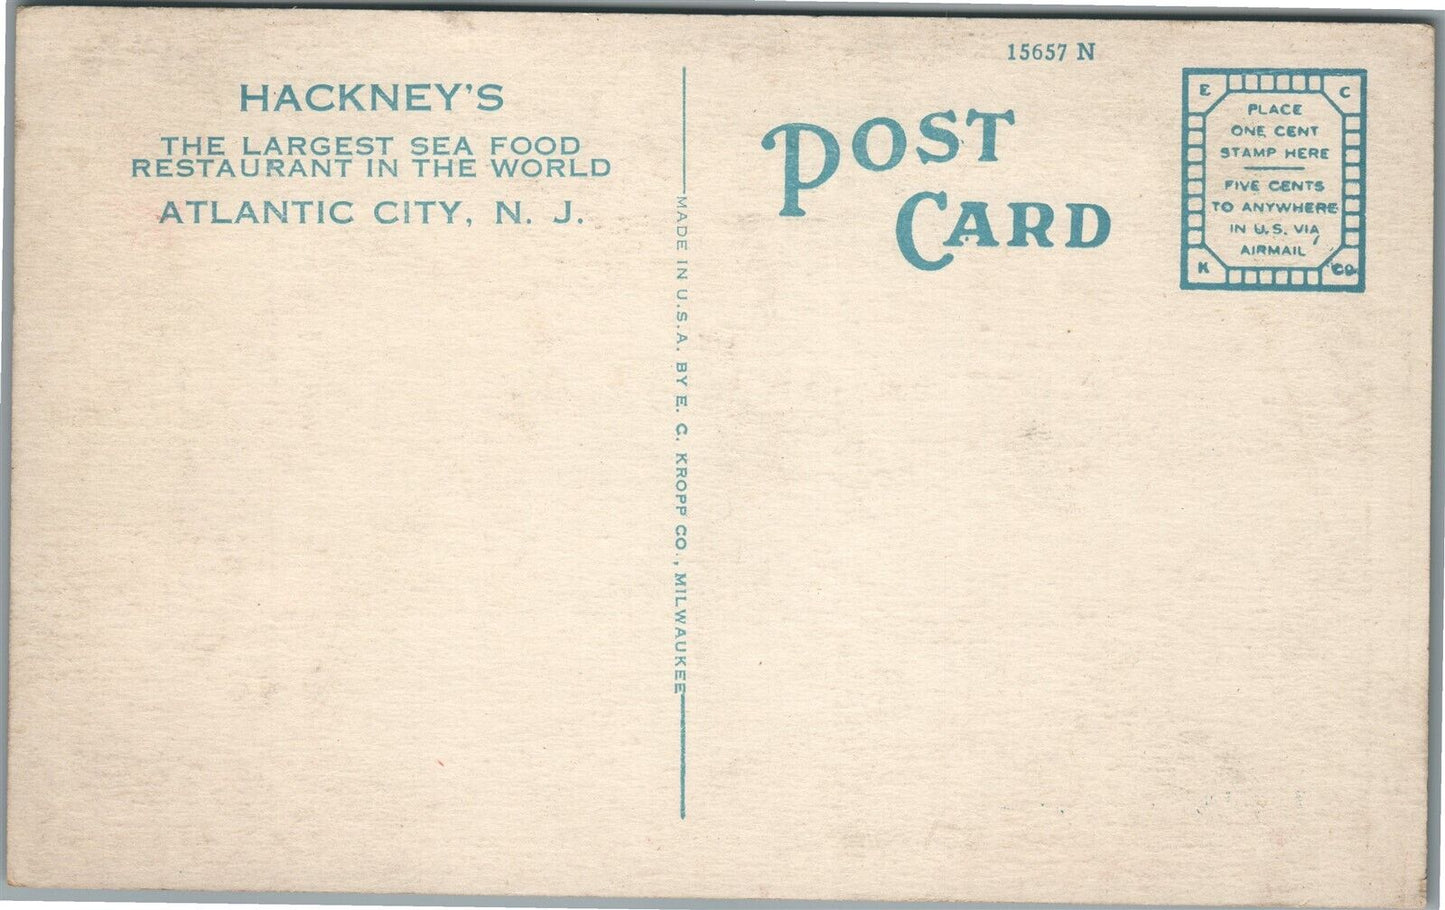 HACKNEY'S
THE LARGEST SEA FOOD
RESTAURANT IN THE WORLD
ATLANTIC CITY, N. J.
MADE IN U.S.A. BY E. C. KROPP CO., MILWAUKEE
15657 N
POST
CARD
E C
PLACE
ONE CENT
STAMP HERE
FIVE CENTS
TO ANYWHERE
IN U.S. VIA
AIRMAIL
K CO.